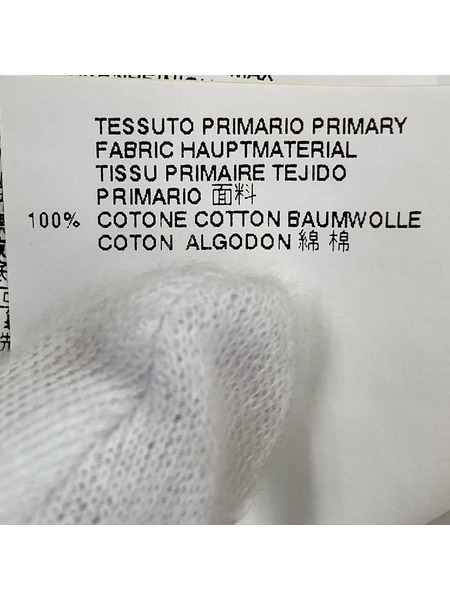 MAX
TESSUTO PRIMARIO PRIMARY
FABRIC HAUPTMATERIAL
TISSU PRIMAIRE TEJIDO
PRIMARIO 面料
100% COTONE COTTON BAUMWOLLE
COTON ALGODON 綿 棉